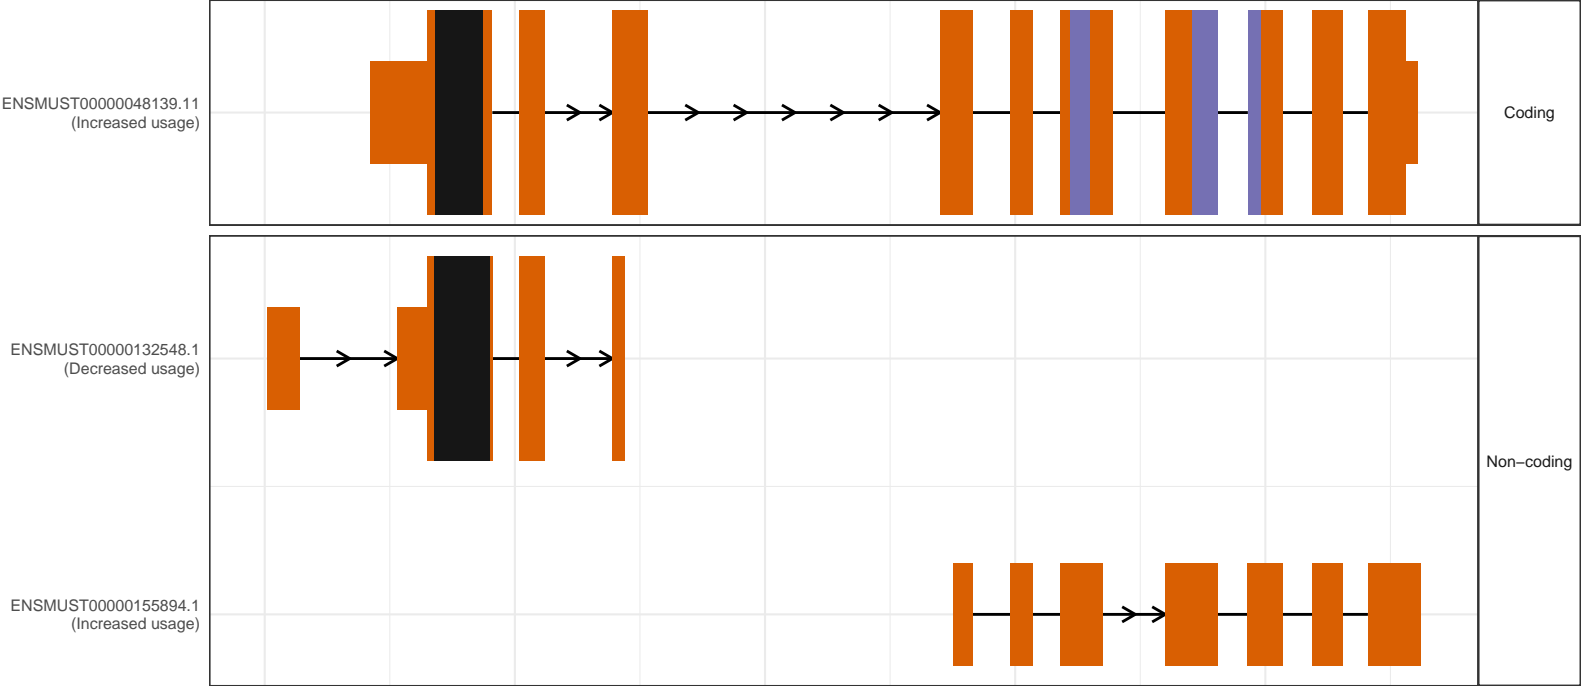 ENSMUST00000048139.11
(Increased usage)
Coding
ENSMUST00000132548.1
(Decreased usage)
Non−coding
ENSMUST00000155894.1
(Increased usage)